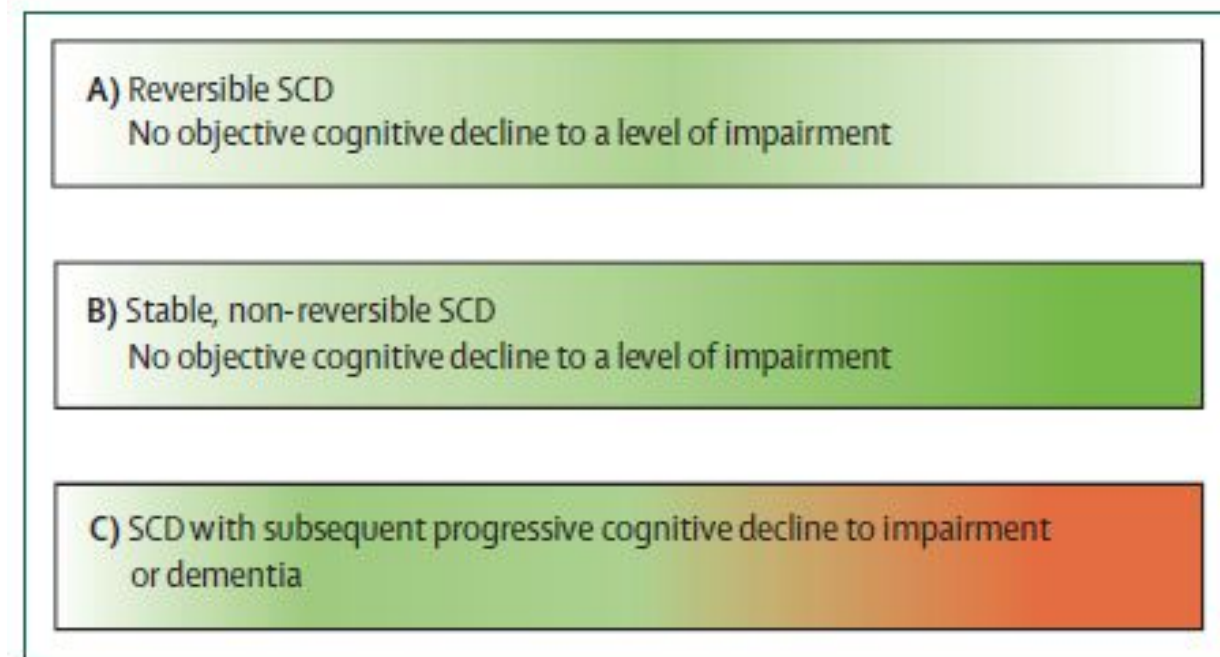 A) Reversible SCD
No objective cognitive decline to a level of impairment
B) Stable, non-reversible SCD
No objective cognitive decline to a level of impairment
C) SCD with subsequent progressive cognitive decline to impairment
or dementia